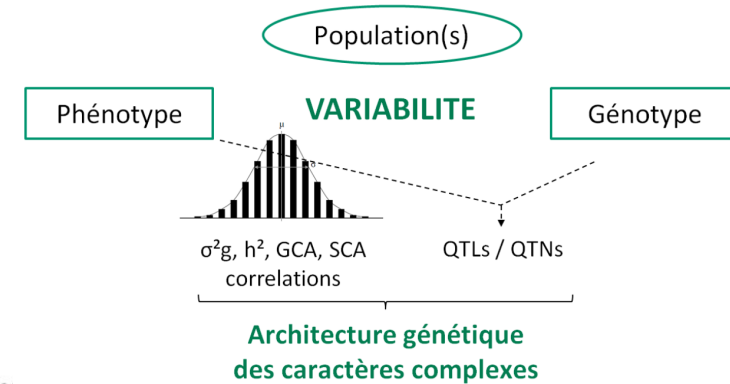 Population(s)
Phénotype
VARIABILITE
Génotype
μ
σ
σ²g, h², GCA, SCA
correlations
QTLs / QTNs
Architecture génétique
des caractères complexes